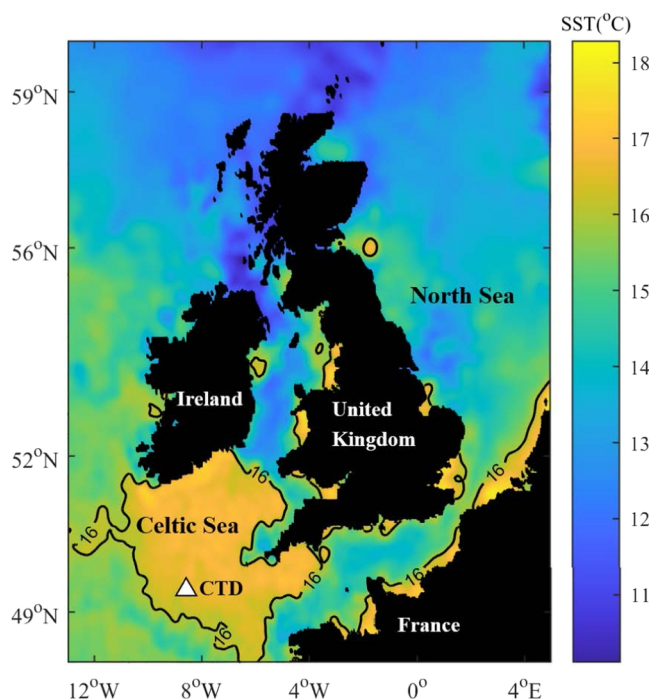 SST(°C)
18
59°N
17
16
56°N
North Sea
15
14
Ireland
United
Kingdom
13
52°N
16
16
12
16
Celtic Sea
16
16
CTD
49°N
16
France
11
12°W
8°W
4°W
0°
4°E